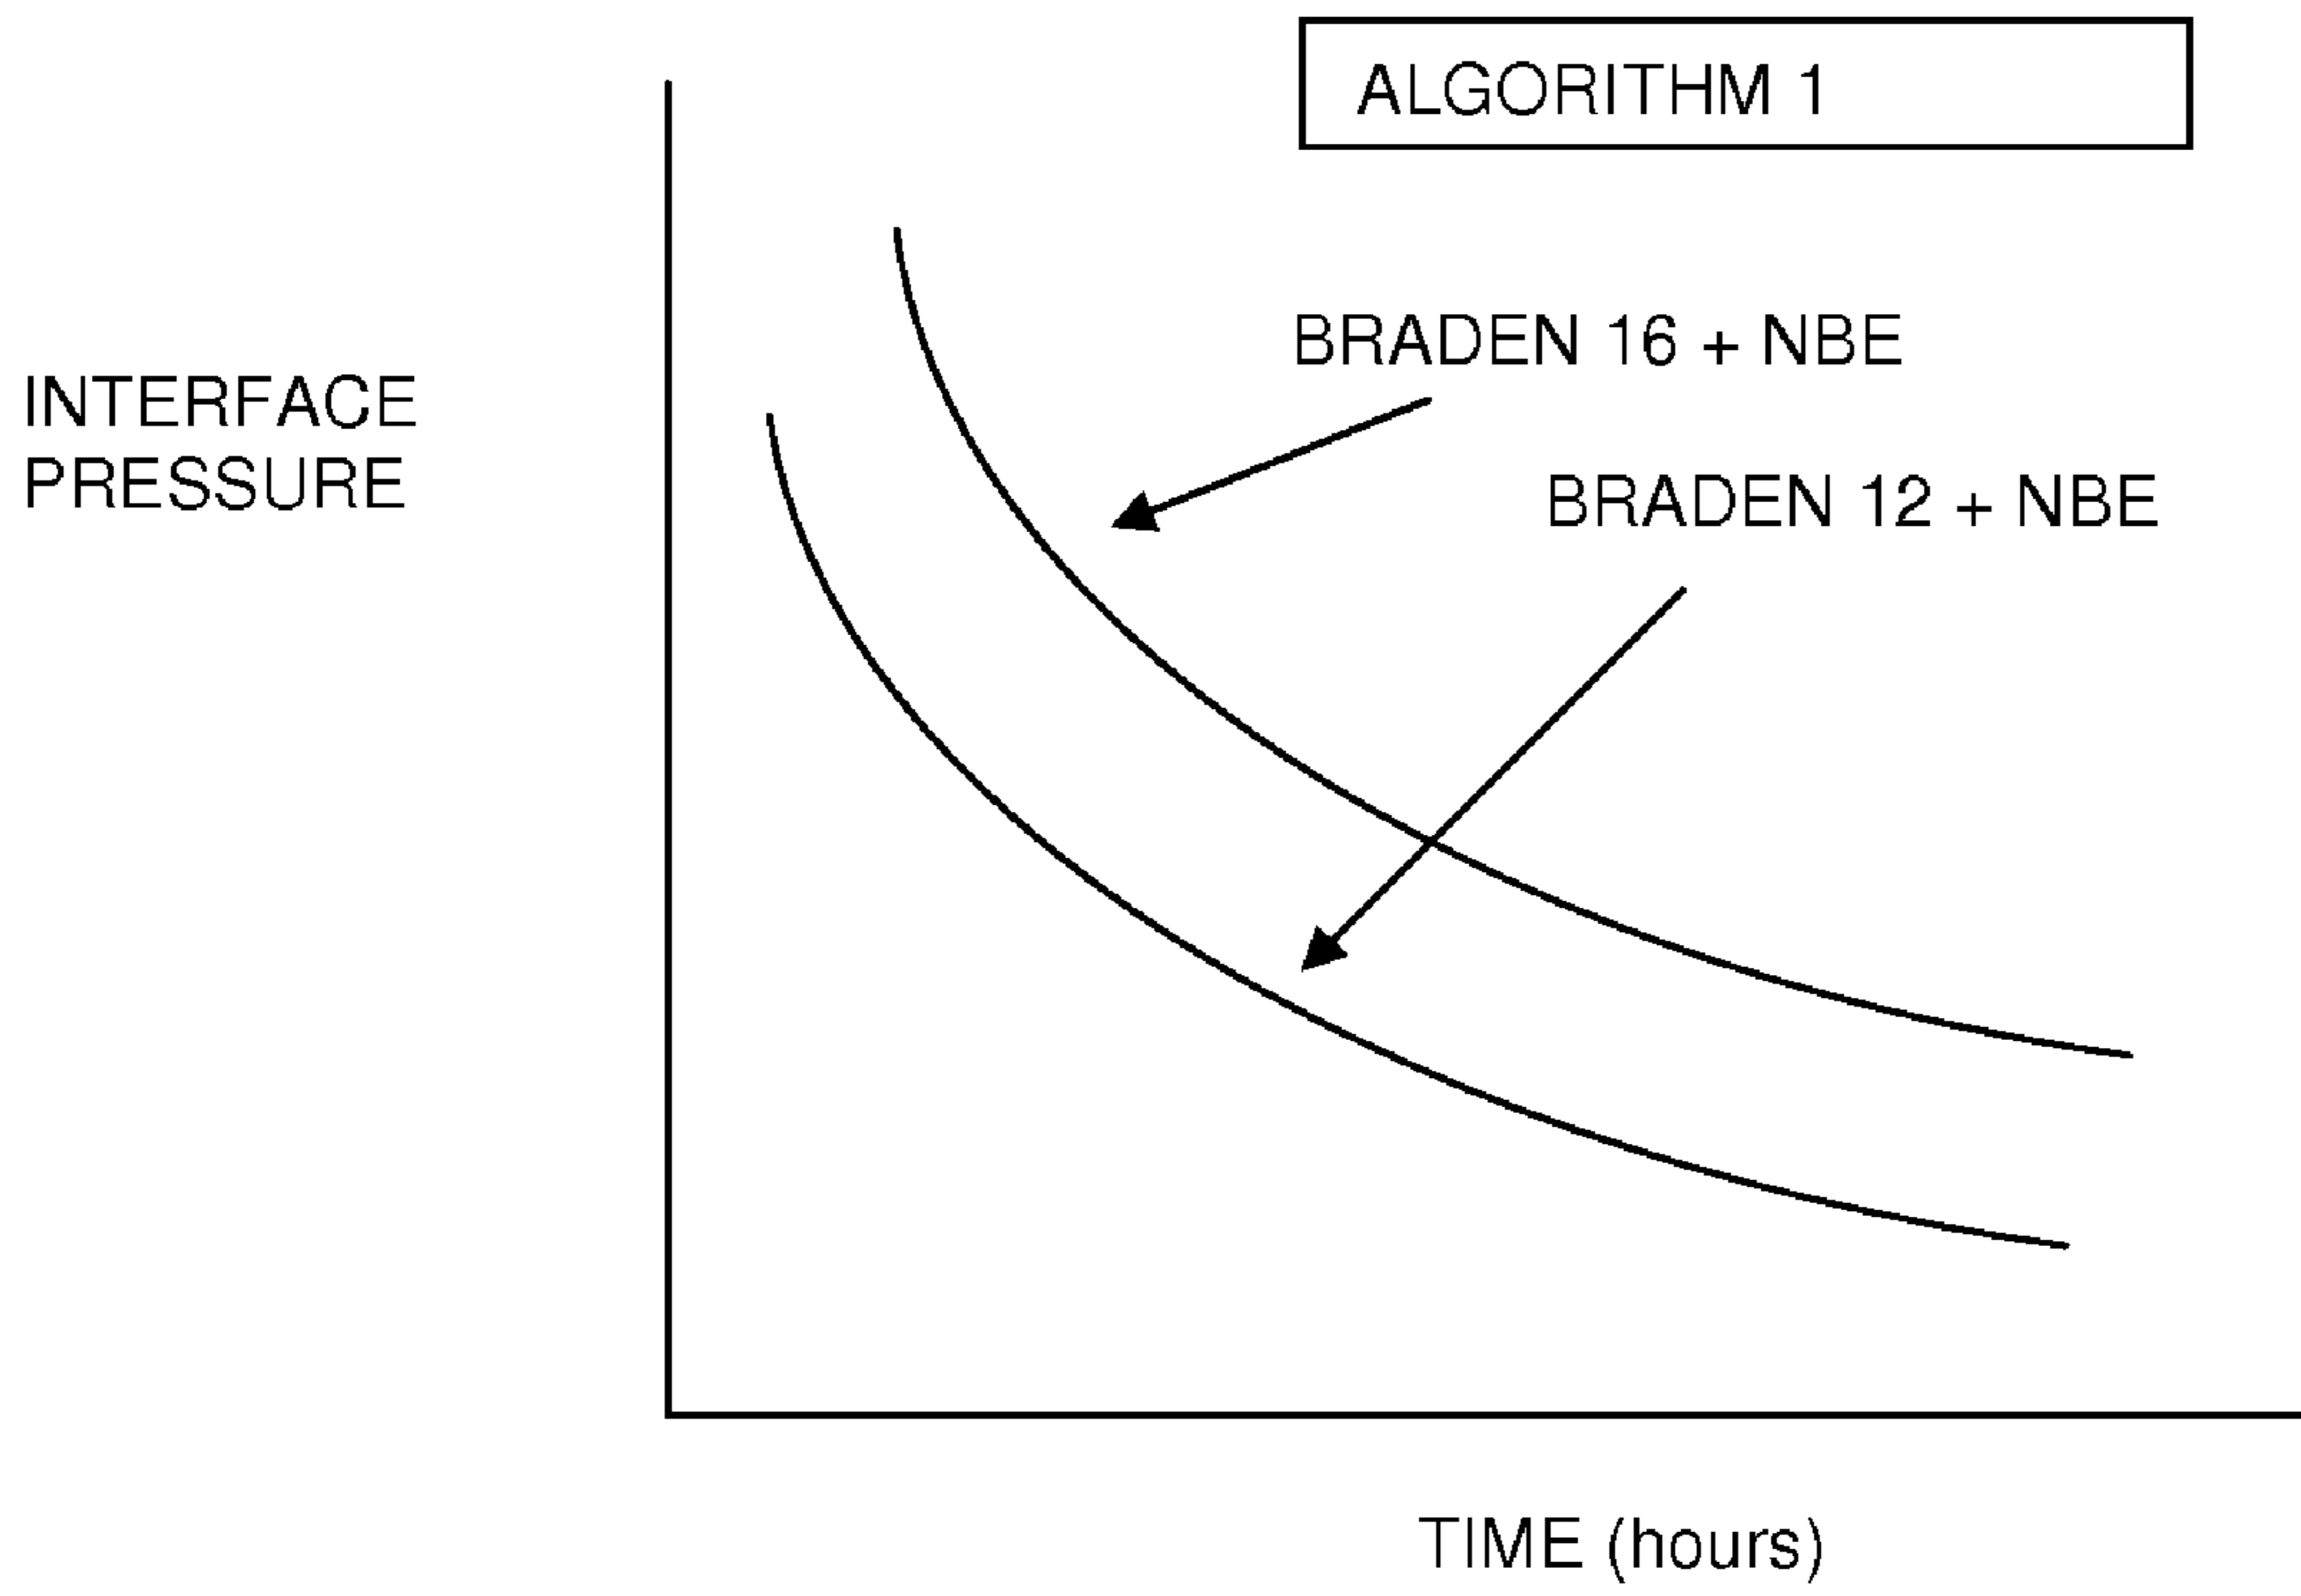 ALGORITHM 1
BRADEN 16 + NBE
INTERFACE
PRESSURE
BRADEN 12 + NBE
TIME (hours)